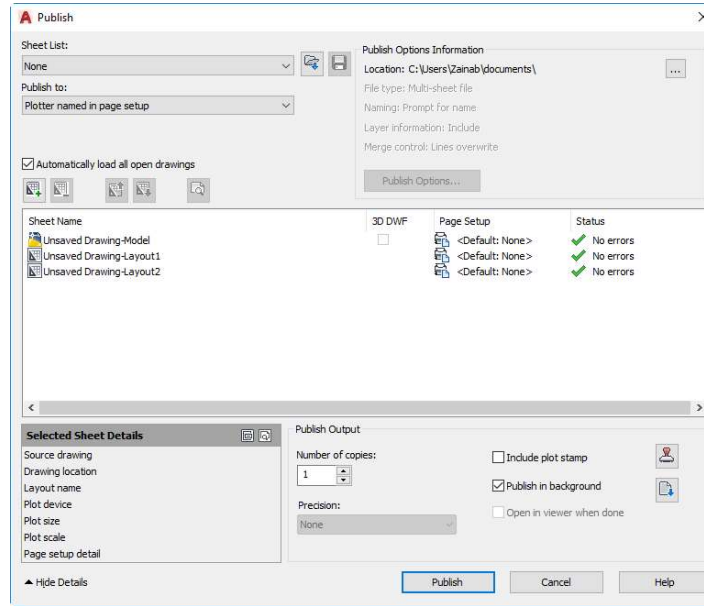 Publish
Sheet List:
None
Publish to:
Plotter named in page setup
Automatically load all open drawings
Publish Options Information
Location: C:\Users\Zainab\documents\
...
File type: Multi-sheet file
Naming: Prompt for name
Layer information: Include
Merge control: Lines overwrite
Publish Options...
Sheet Name 3D DWF Page Setup Status
Unsaved Drawing-Model <Default: None> No errors
Unsaved Drawing-Layout1 <Default: None> No errors
Unsaved Drawing-Layout2 <Default: None> No errors
Selected Sheet Details
Source drawing
Drawing location
Layout name
Plot device
Plot size
Plot scale
Page setup detail
Publish Output
Number of copies:
1
Precision:
None
Include plot stamp
Publish in background
Open in viewer when done
Hide Details
Publish
Cancel
Help